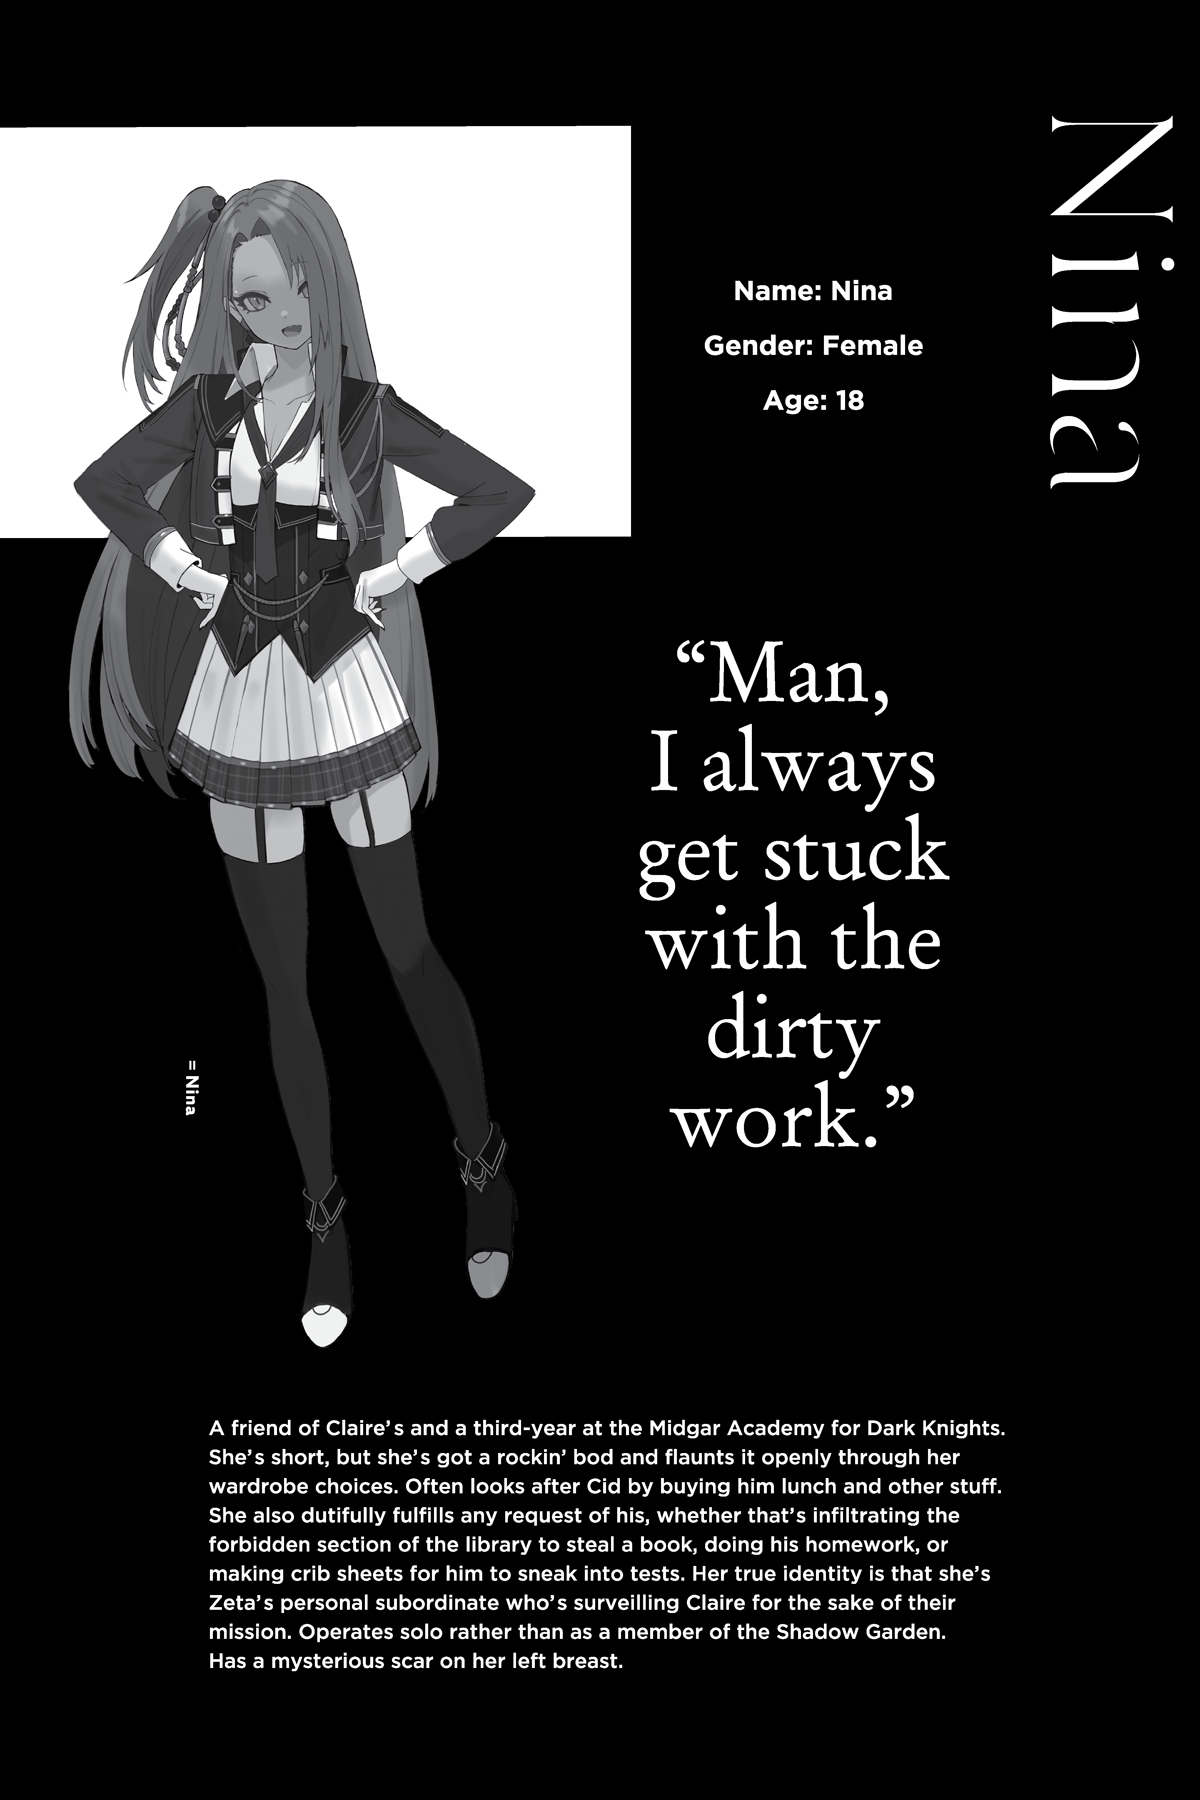 Nina
Name: Nina
Gender: Female
Age: 18
“Man,
I always
get stuck
with the
dirty
work.”
= Nina
A friend of Claire’s and a third-year at the Midgar Academy for Dark Knights.
She’s short, but she’s got a rockin’ bod and flaunts it openly through her
wardrobe choices. Often looks after Cid by buying him lunch and other stuff.
She also dutifully fulfills any request of his, whether that’s infiltrating the
forbidden section of the library to steal a book, doing his homework, or
making crib sheets for him to sneak into tests. Her true identity is that she’s
Zeta’s personal subordinate who’s surveilling Claire for the sake of their
mission. Operates solo rather than as a member of the Shadow Garden.
Has a mysterious scar on her left breast.